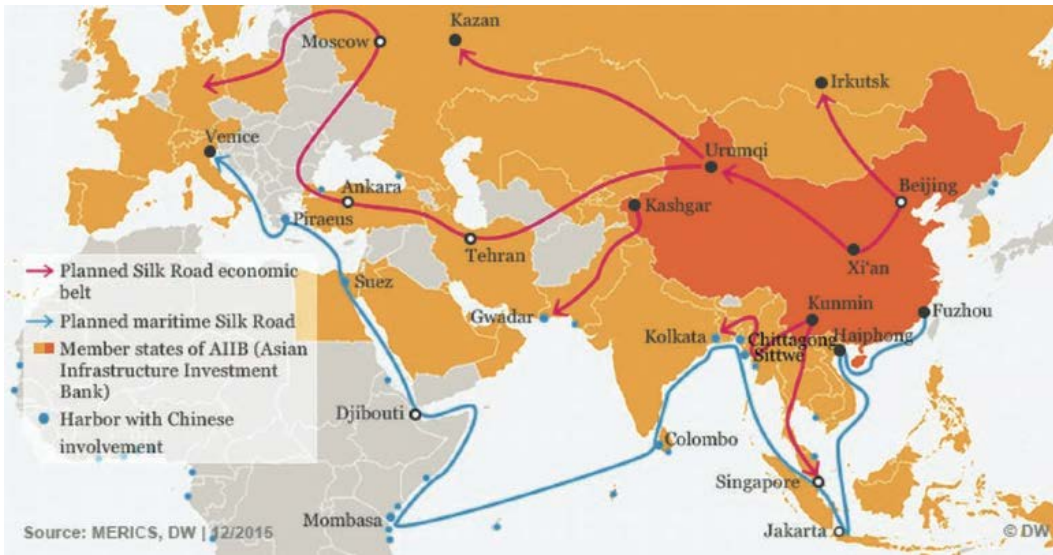 Kazan
Moscow
Irkutsk
Venice
Urumqi
Ankara
Beijing
Kashgar
Piraeus
Tehran
Xi'an
Planned Silk Road economic
belt
Suez
Kunmin
Gwadar
Fuzhou
Planned maritime Silk Road
Kolkata
Chittagong
Haiphong
Sittwe
Member states of AIIB (Asian
Infrastructure Investment
Bank)
Djibouti
Harbor with Chinese
involvement
Colombo
Singapore
Mombasa
Jakarta
Source: MERICS, DW | 12/2015
© DW